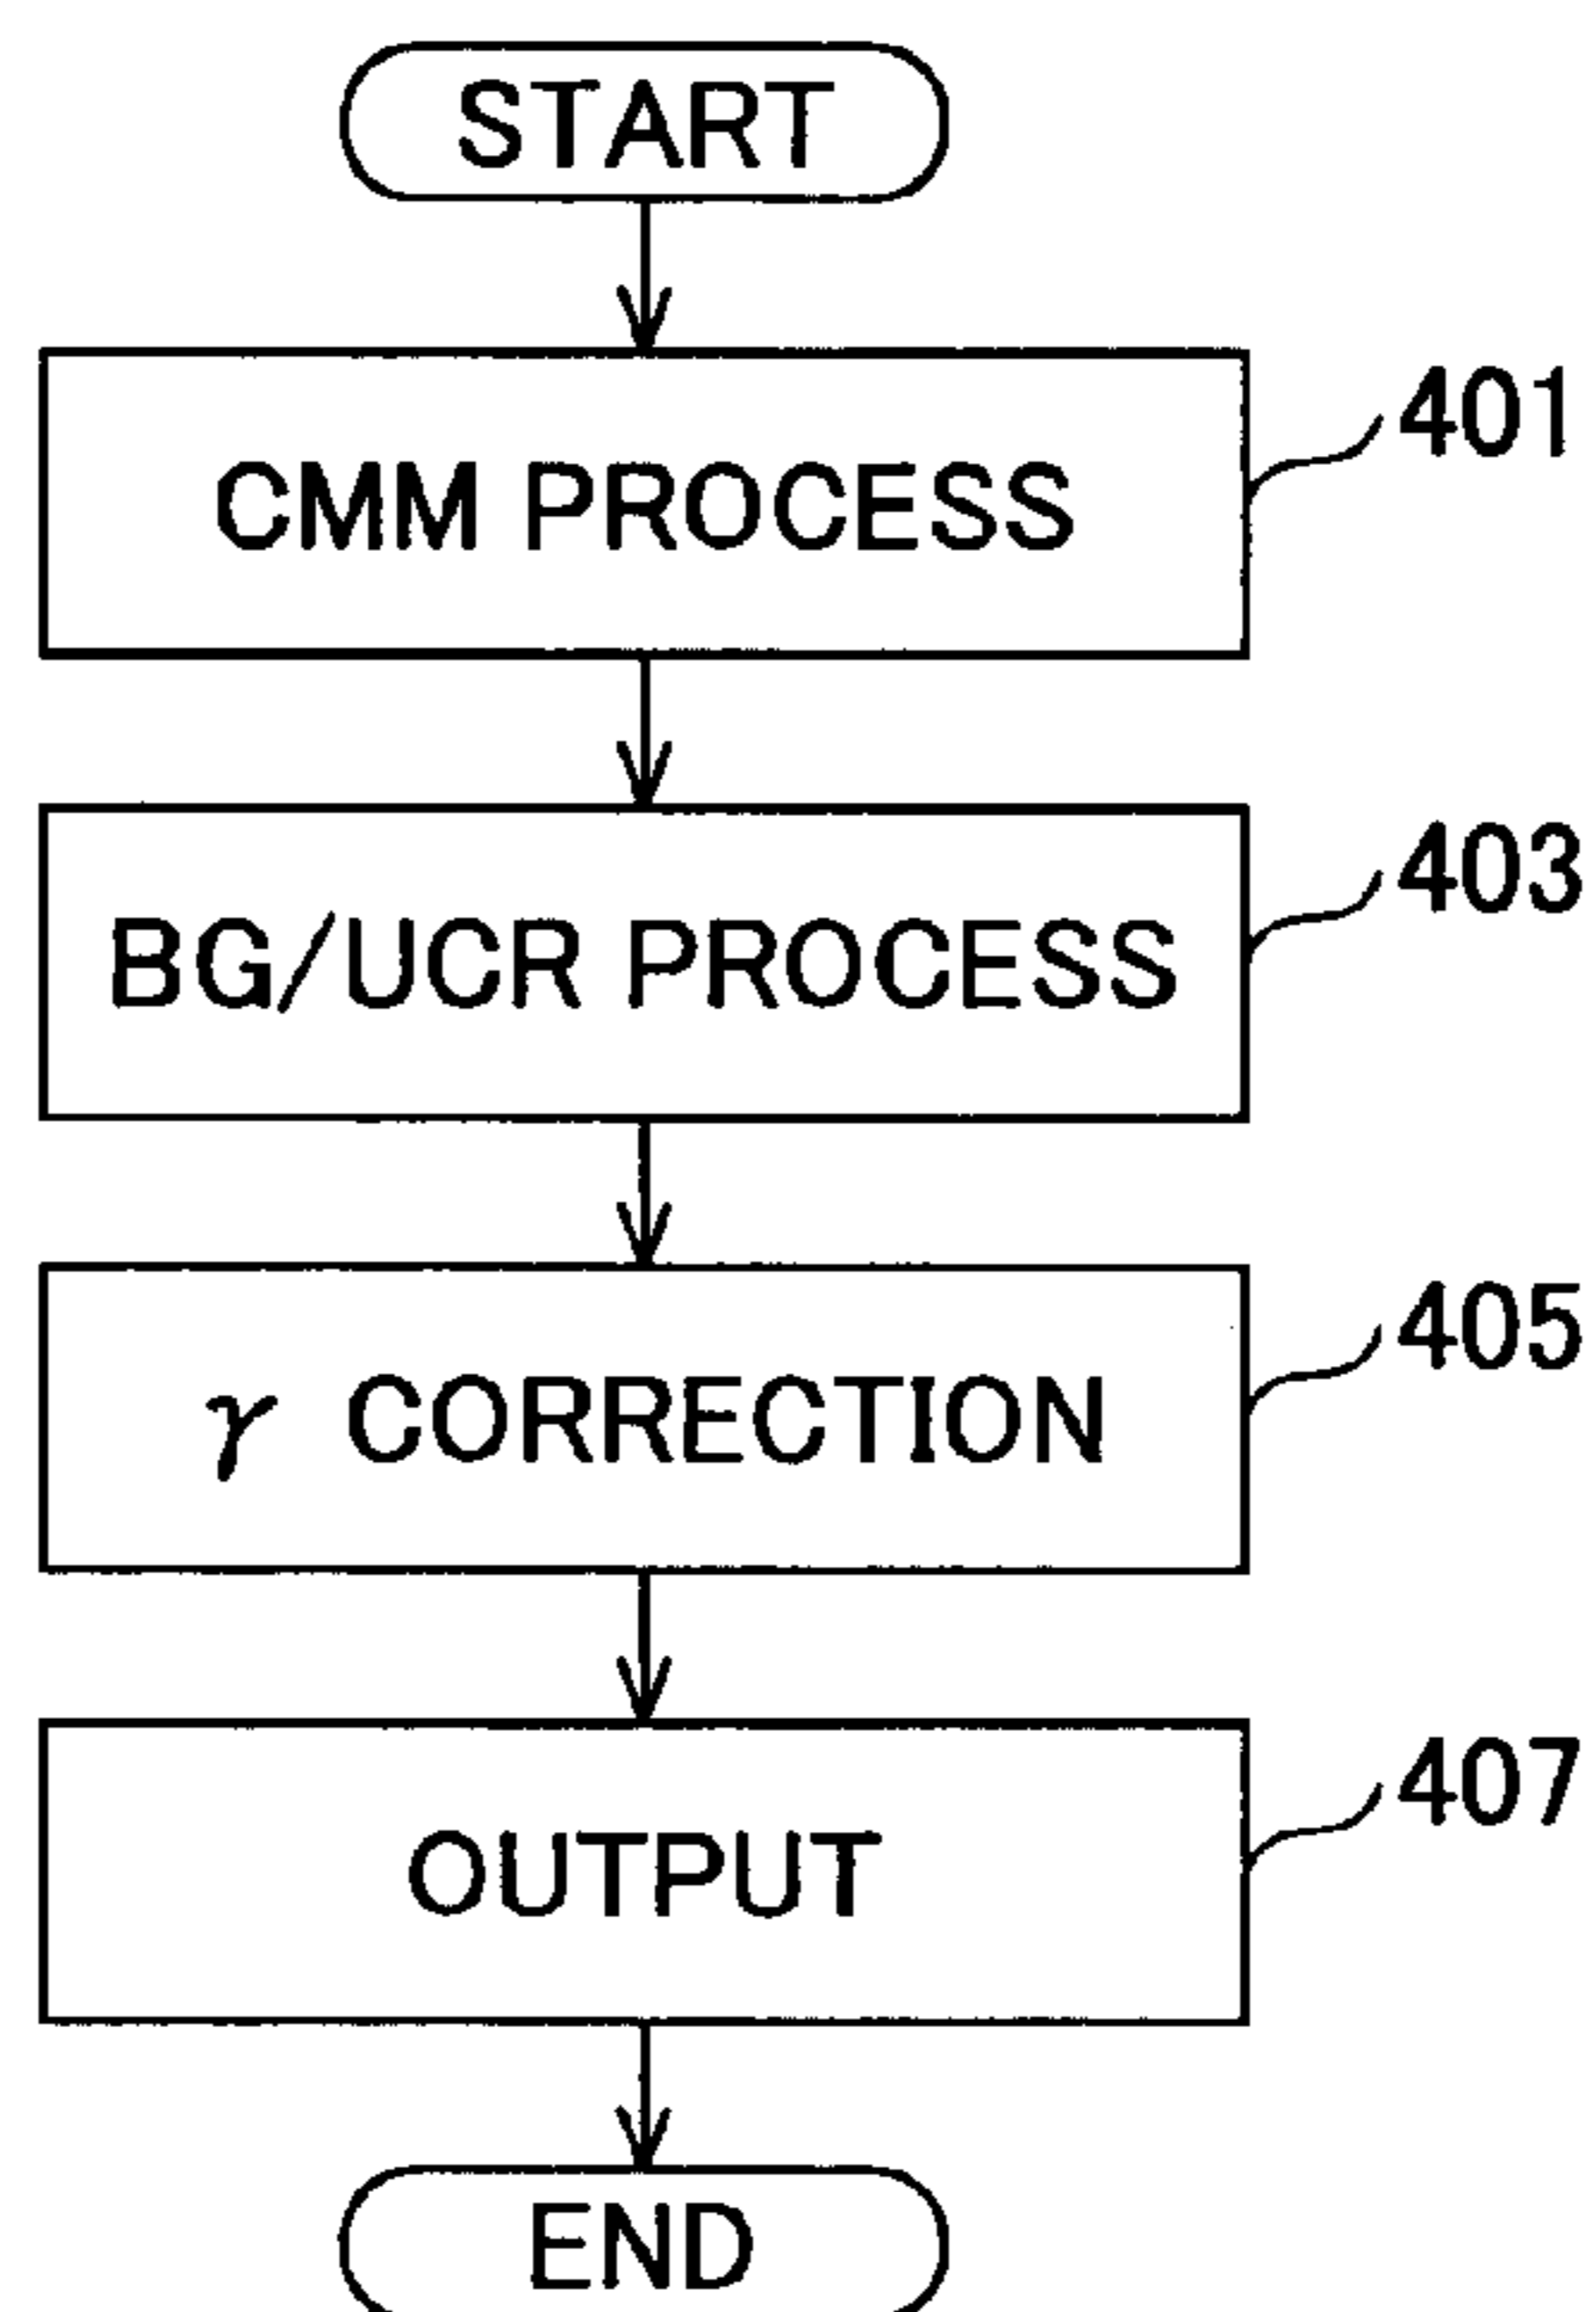 START
CMM PROCESS
401
BG/UCR PROCESS
403
γ CORRECTION
405
OUTPUT
407
END